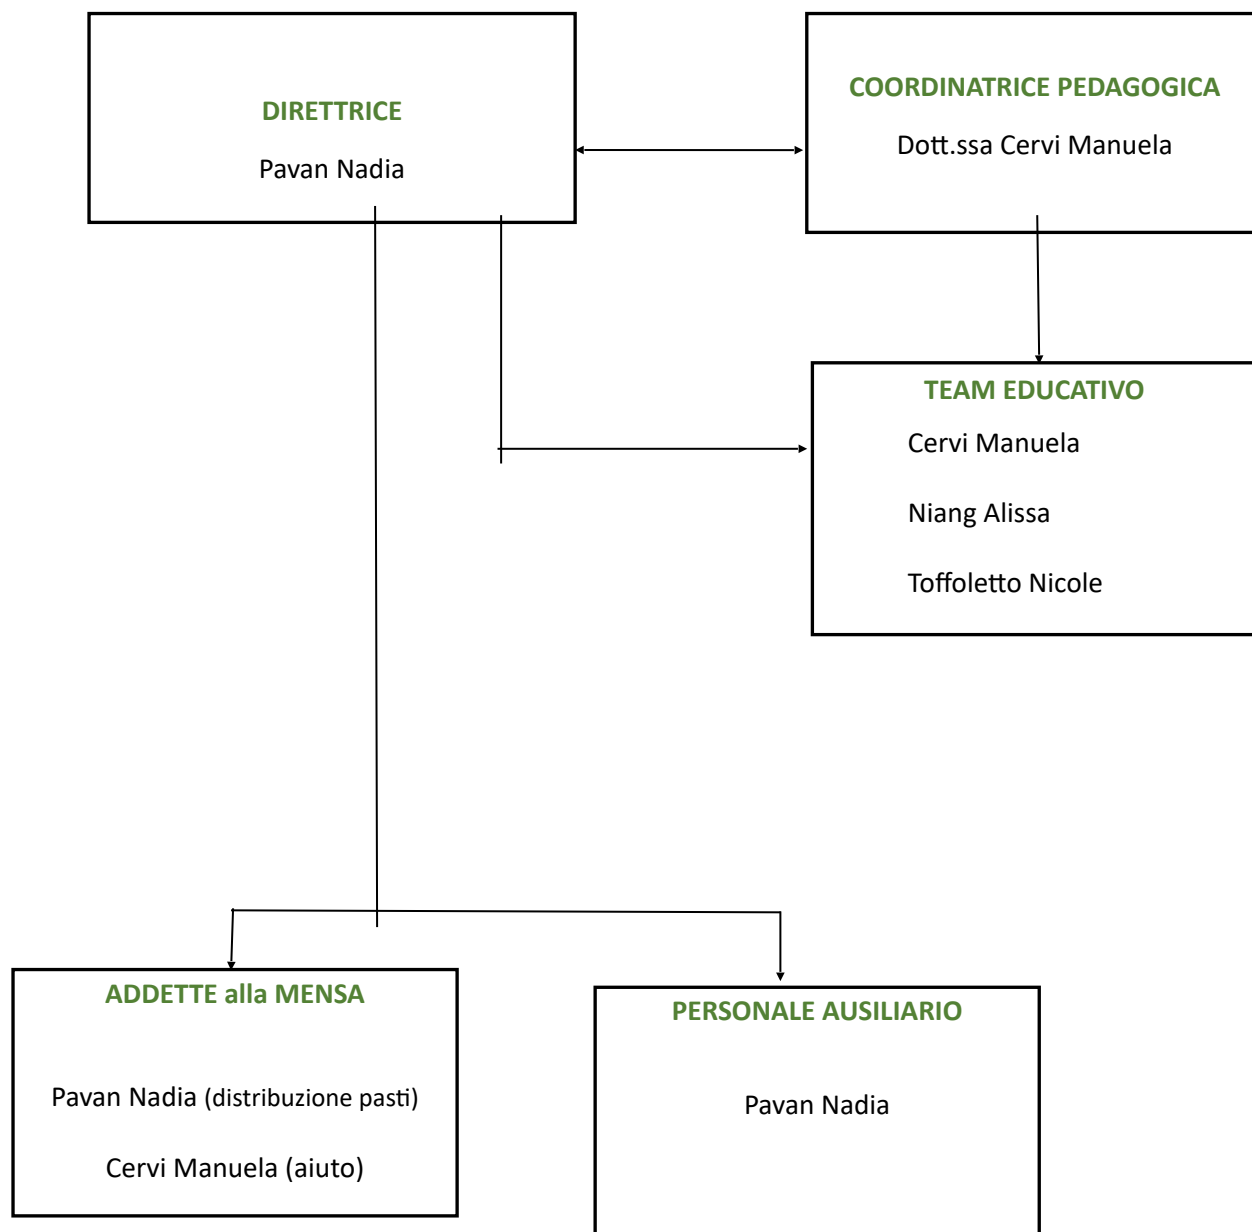 DIRETTRICE
Pavan Nadia
COORDINATRICE PEDAGOGICA
Dott.ssa Cervi Manuela
TEAM EDUCATIVO
Cervi Manuela
Niang Alissa
Toffoletto Nicole
ADDETTE alla MENSA
Pavan Nadia (distribuzione pasti)
Cervi Manuela (aiuto)
PERSONALE AUSILIARIO
Pavan Nadia